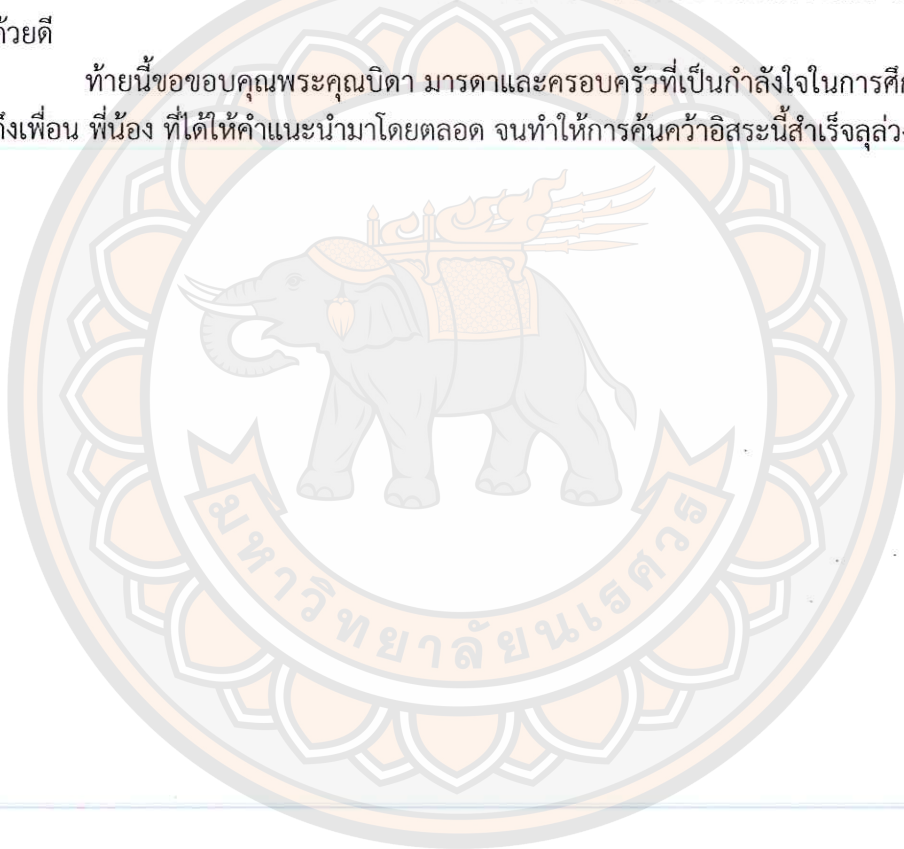 ด้วยดี
ท้ายนี้ขอขอบคุณพระคุณบิดา มารดาและครอบครัวที่เป็นกำลังใจในการ
เพื่อน พี่น้อง ที่ได้ให้คำแนะนำมาโดยตลอด จนทำให้การค้นคว้าอิสระนี้สำเร็จ
มหาวิทยาลัยนเรศวร